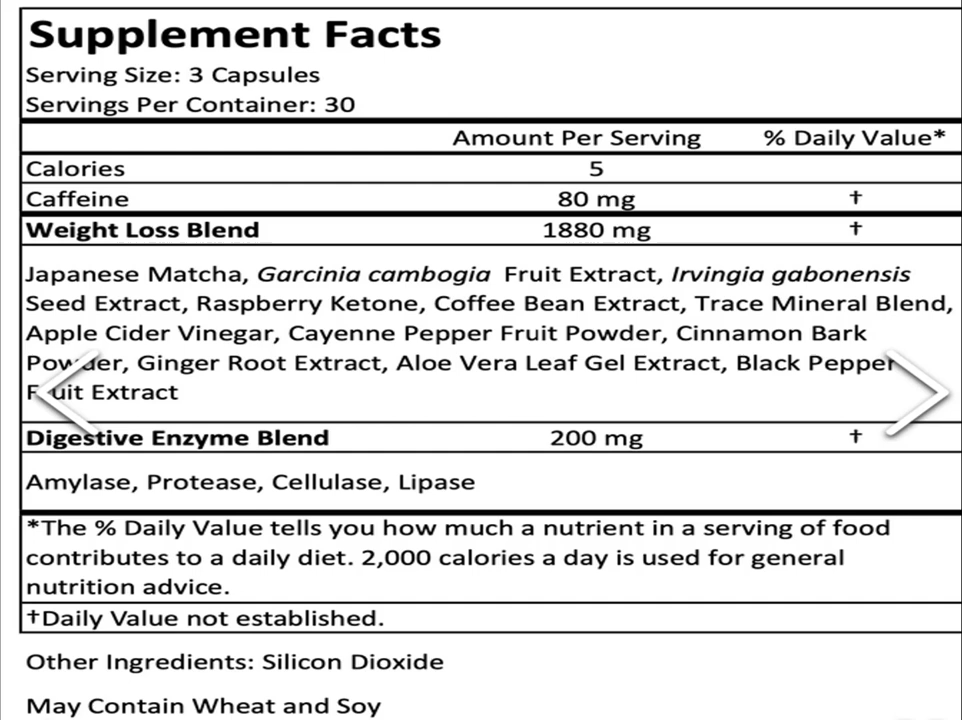 Supplement Facts
Serving Size: 3 Capsules
Servings Per Container: 30
Amount Per Serving % Daily Value*
Calories 5
Caffeine 80 mg †
Weight Loss Blend 1880 mg †
Japanese Matcha, Garcinia cambogia Fruit Extract, Irvingia gabonensis
Seed Extract, Raspberry Ketone, Coffee Bean Extract, Trace Mineral Blend,
Apple Cider Vinegar, Cayenne Pepper Fruit Powder, Cinnamon Bark
Powder, Ginger Root Extract, Aloe Vera Leaf Gel Extract, Black Pepper
Fruit Extract
Digestive Enzyme Blend 200 mg †
Amylase, Protease, Cellulase, Lipase
*The % Daily Value tells you how much a nutrient in a serving of food
contributes to a daily diet. 2,000 calories a day is used for general
nutrition advice.
†Daily Value not established.
Other Ingredients: Silicon Dioxide
May Contain Wheat and Soy